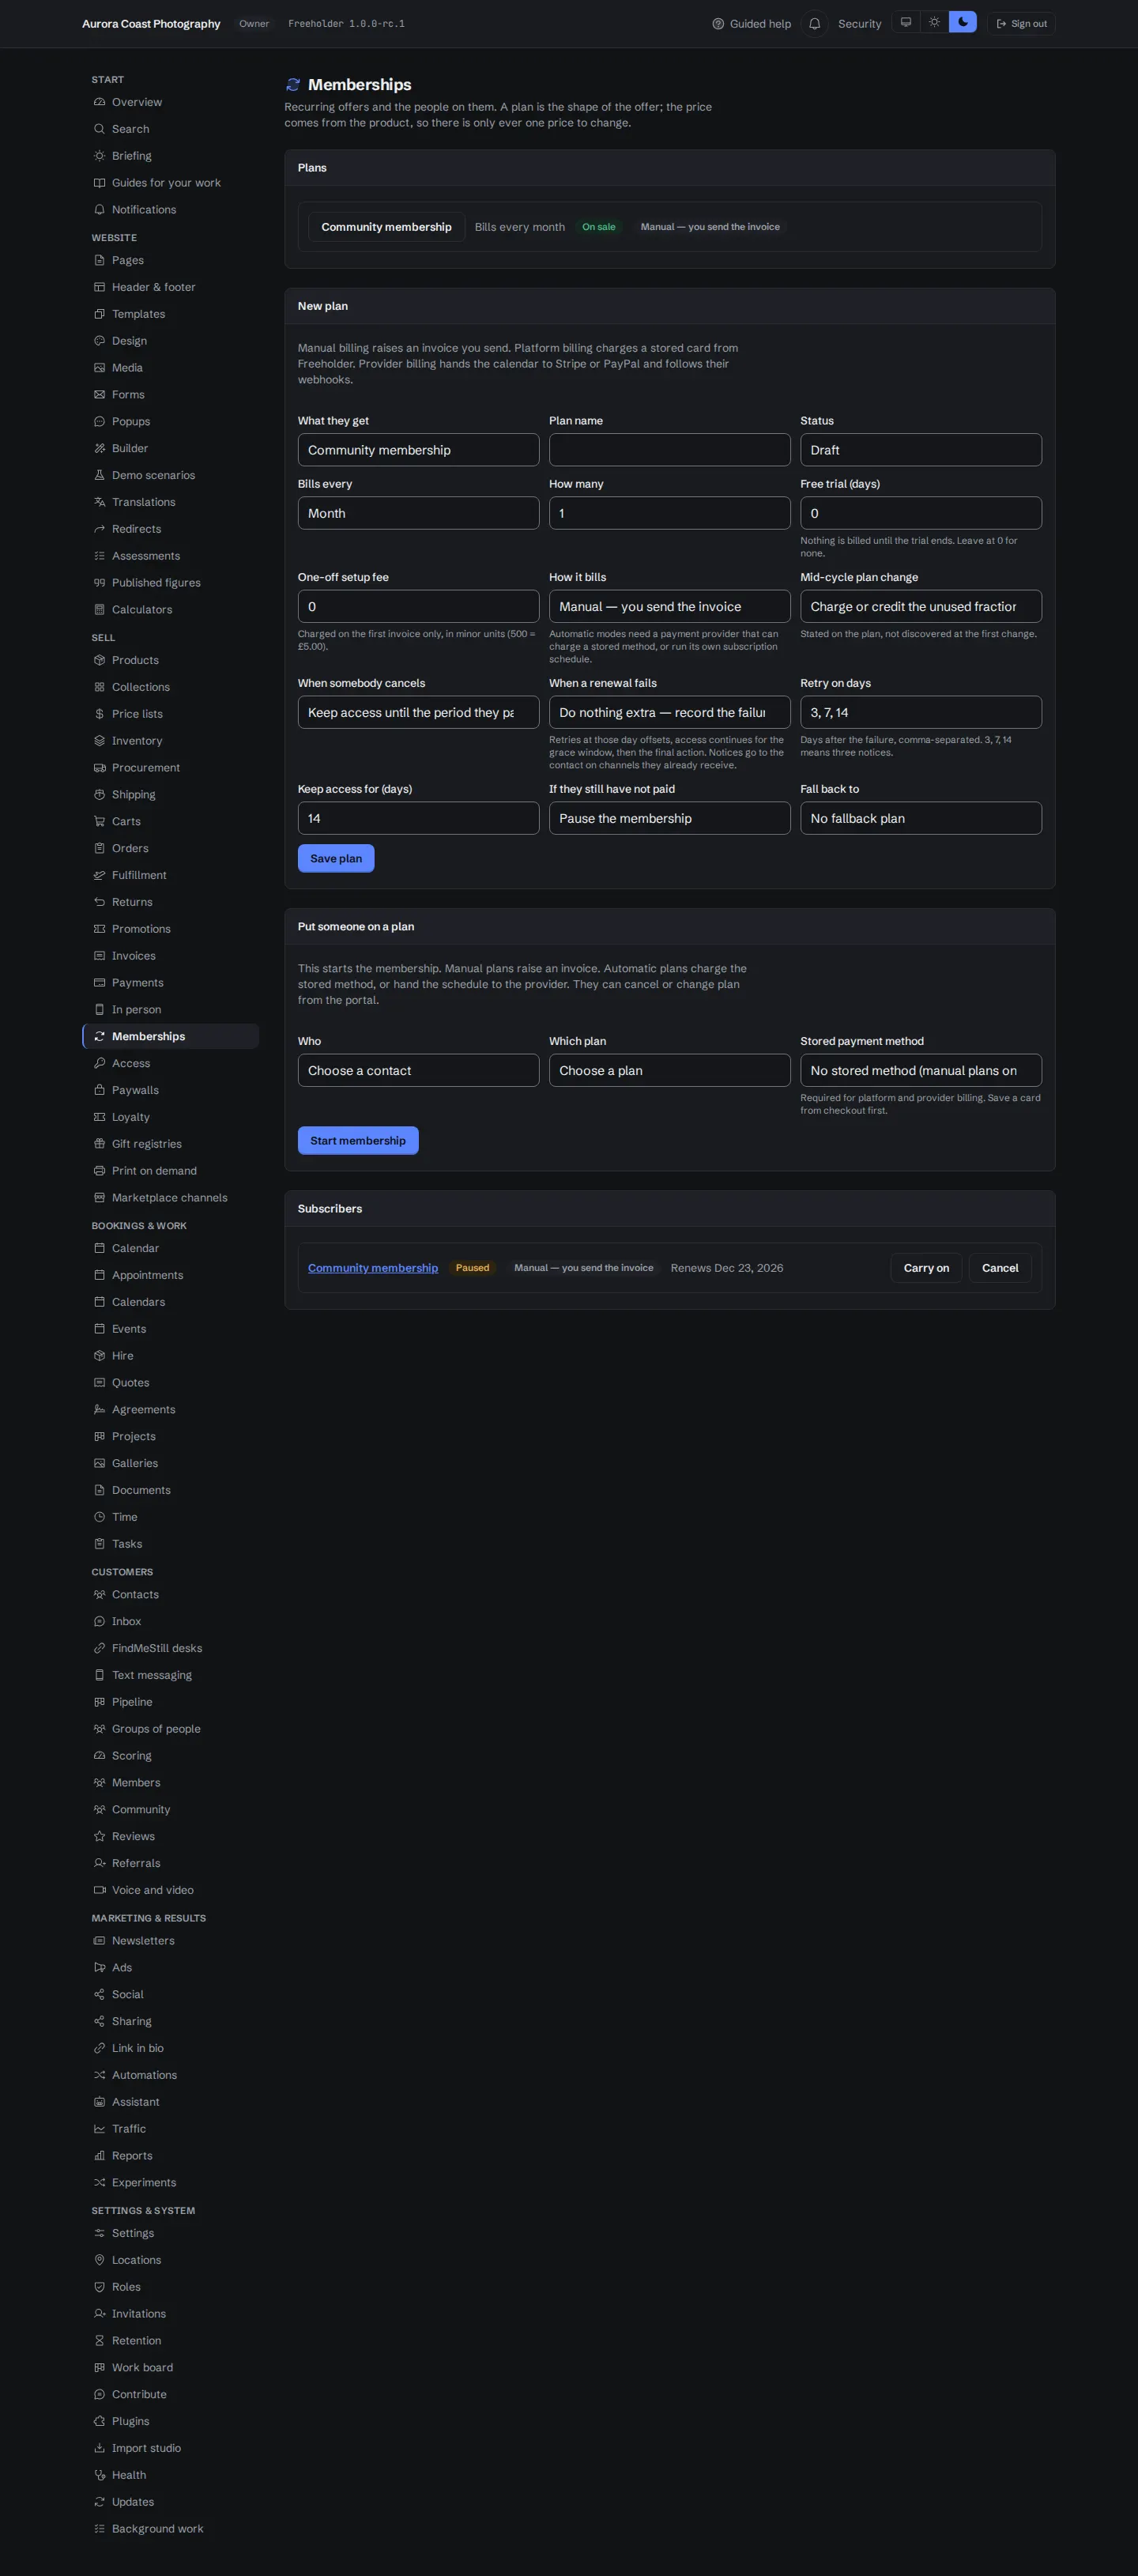 Aurora Coast Photography
Owner
Freeholder 1.0.0-rc.1
Guided help
Security
Sign out
START
Overview
Search
Briefing
Guides for your work
Notifications
WEBSITE
Pages
Header & footer
Templates
Design
Media
Forms
Popups
Builder
Demo scenarios
Translations
Redirects
Assessments
Published figures
Calculators
SELL
Products
Collections
Price lists
Inventory
Procurement
Shipping
Carts
Orders
Fulfillment
Returns
Promotions
Invoices
Payments
In person
Memberships
Access
Paywalls
Loyalty
Gift registries
Print on demand
Marketplace channels
BOOKINGS & WORK
Calendar
Appointments
Calendars
Events
Hire
Quotes
Agreements
Projects
Galleries
Documents
Time
Tasks
CUSTOMERS
Contacts
Inbox
FindMeStill desks
Text messaging
Pipeline
Groups of people
Scoring
Members
Community
Reviews
Referrals
Voice and video
MARKETING & RESULTS
Newsletters
Ads
Social
Sharing
Link in bio
Automations
Assistant
Traffic
Reports
Experiments
SETTINGS & SYSTEM
Settings
Locations
Roles
Invitations
Retention
Work board
Contribute
Plugins
Import studio
Health
Updates
Background work
Memberships
Recurring offers and the people on them. A plan is the shape of the offer; the price
comes from the product, so there is only ever one price to change.
Plans
Community membership
Bills every month
On sale
Manual — you send the invoice
New plan
Manual billing raises an invoice you send. Platform billing charges a stored card from
Freeholder. Provider billing hands the calendar to Stripe or PayPal and follows their
webhooks.
What they get
Community membership
Plan name
Status
Draft
Bills every
Month
How many
1
Free trial (days)
0
Nothing is billed until the trial ends. Leave at 0 for
none.
One-off setup fee
0
Charged on the first invoice only, in minor units (500 =
£5.00).
How it bills
Manual — you send the invoice
Automatic modes need a payment provider that can
charge a stored method, or run its own subscription
schedule.
Mid-cycle plan change
Charge or credit the unused fraction
Stated on the plan, not discovered at the first change.
When somebody cancels
Keep access until the period they pa
When a renewal fails
Do nothing extra — record the failur
Retries at those day offsets, access continues for the
grace window, then the final action. Notices go to the
contact on channels they already receive.
Retry on days
3, 7, 14
Days after the failure, comma-separated. 3, 7, 14
means three notices.
Keep access for (days)
14
If they still have not paid
Pause the membership
Fall back to
No fallback plan
Save plan
Put someone on a plan
This starts the membership. Manual plans raise an invoice. Automatic plans charge the
stored method, or hand the schedule to the provider. They can cancel or change plan
from the portal.
Who
Choose a contact
Which plan
Choose a plan
Stored payment method
No stored method (manual plans on
Required for platform and provider billing. Save a card
from checkout first.
Start membership
Subscribers
Community membership
Paused
Manual — you send the invoice
Renews Dec 23, 2026
Carry on
Cancel